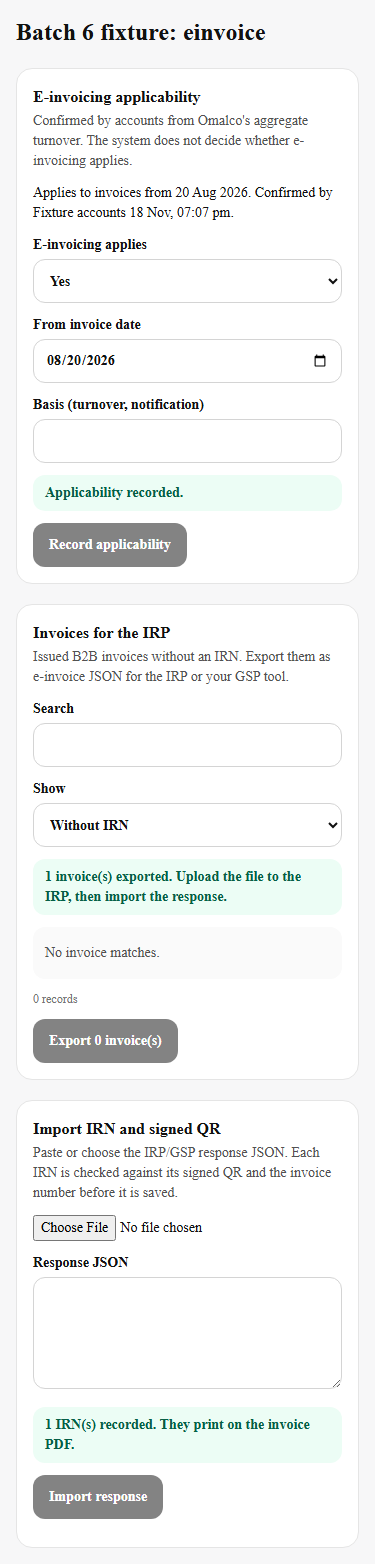 Batch 6 fixture: einvoice
E-invoicing applicability
Confirmed by accounts from Omalco's aggregate
turnover. The system does not decide whether e-
invoicing applies.
Applies to invoices from 20 Aug 2026. Confirmed by
Fixture accounts 18 Nov, 07:07 pm.
E-invoicing applies
Yes
From invoice date
08/20/2026
Basis (turnover, notification)
Applicability recorded.
Record applicability
Invoices for the IRP
Issued B2B invoices without an IRN. Export them as
e-invoice JSON for the IRP or your GSP tool.
Search
Show
Without IRN
1 invoice(s) exported. Upload the file to the
IRP, then import the response.
No invoice matches.
0 records
Export 0 invoice(s)
Import IRN and signed QR
Paste or choose the IRP/GSP response JSON. Each
IRN is checked against its signed QR and the invoice
number before it is saved.
Choose File No file chosen
Response JSON
1 IRN(s) recorded. They print on the invoice
PDF.
Import response